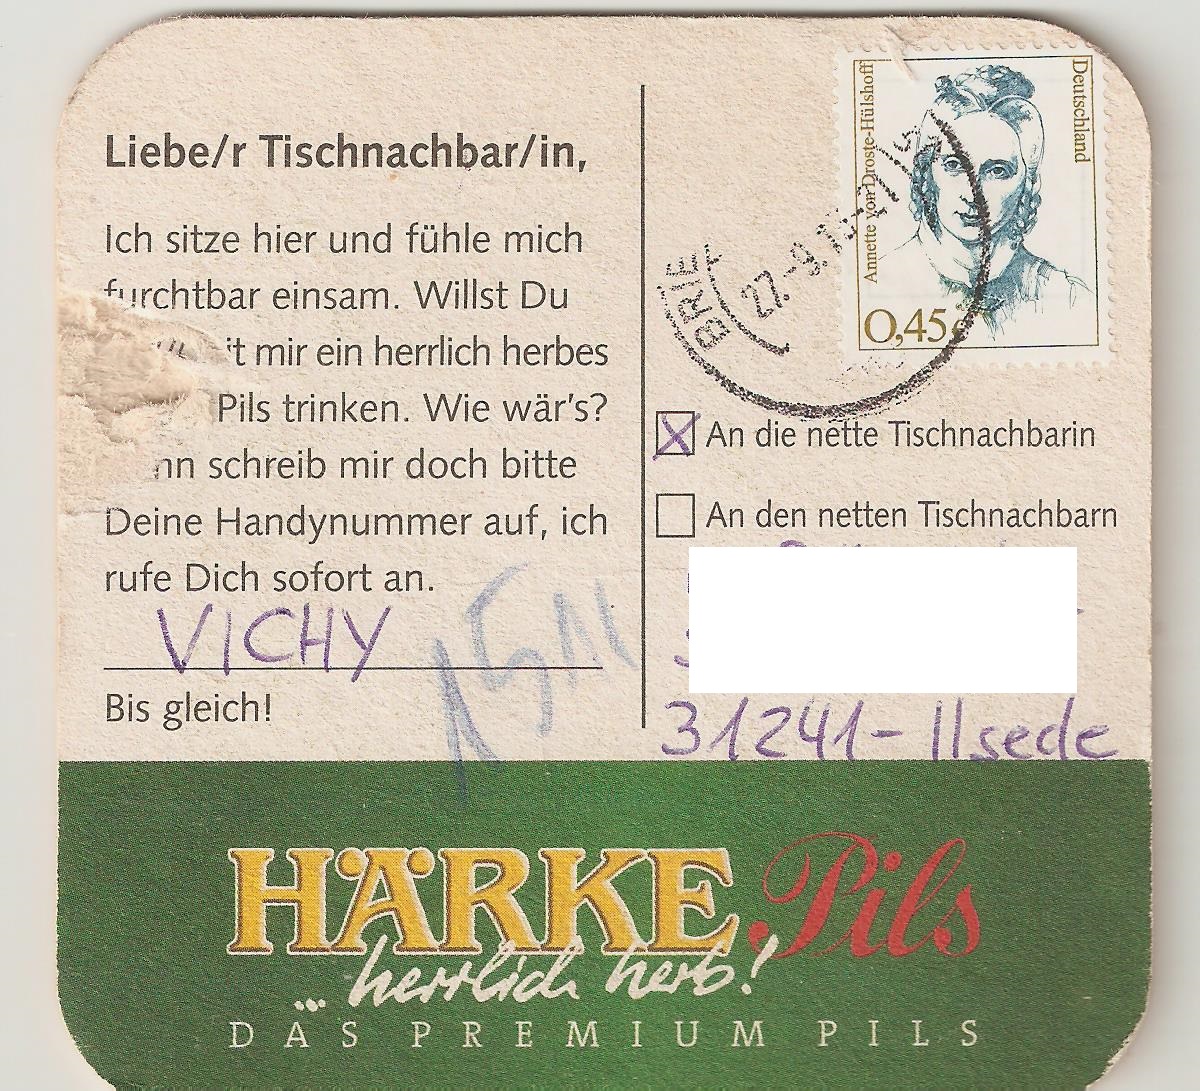 Liebe/r Tischnachbar/in,
Ich sitze hier und fühle mich
furchtbar einsam. Willst Du
mir ein herrlich herbes
Pils trinken. Wie wär's?
schreib mir doch bitte
Deine Handynummer auf, ich
rufe Dich sofort an.
VICHY
Bis gleich!
Deutschland
Annette von Droste-Hülshoff
0,45€
BRIEF
27.-9.
☒ An die nette Tischnachbarin
☐ An den netten Tischnachbarn
31241-Ilsede
HÄRKE Pils
... herrlich herb!
DAS PREMIUM PILS